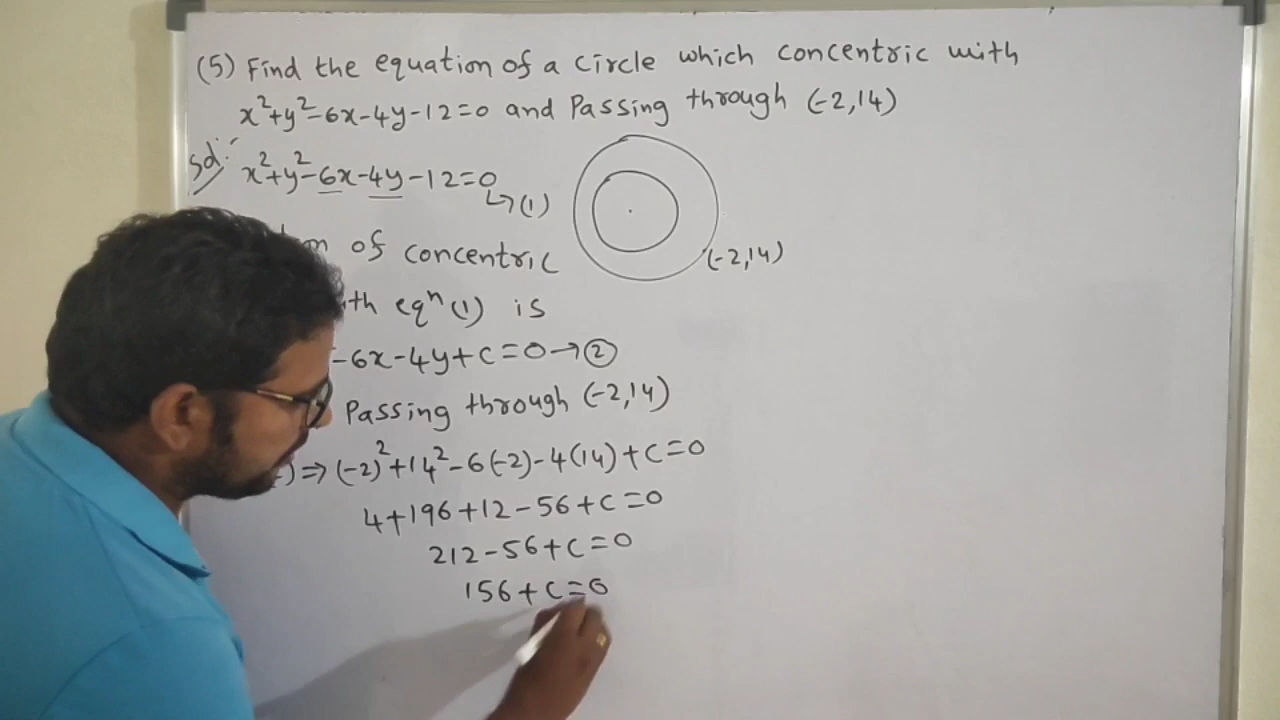 (5) Find the equation of a circle which concentric with
x²+y²-6x-4y-12=0 and Passing through (-2,14)
Sol:-
x²+y²-6x-4y-12=0
↳(1)
(-2,14)
of concentric
eqⁿ (1) is
-6x-4y+c=0→②
Passing through (-2,14)
)⇒(-2)²+14²-6(-2)-4(14)+c=0
4+196+12-56+c=0
212-56+c=0
156+c=0